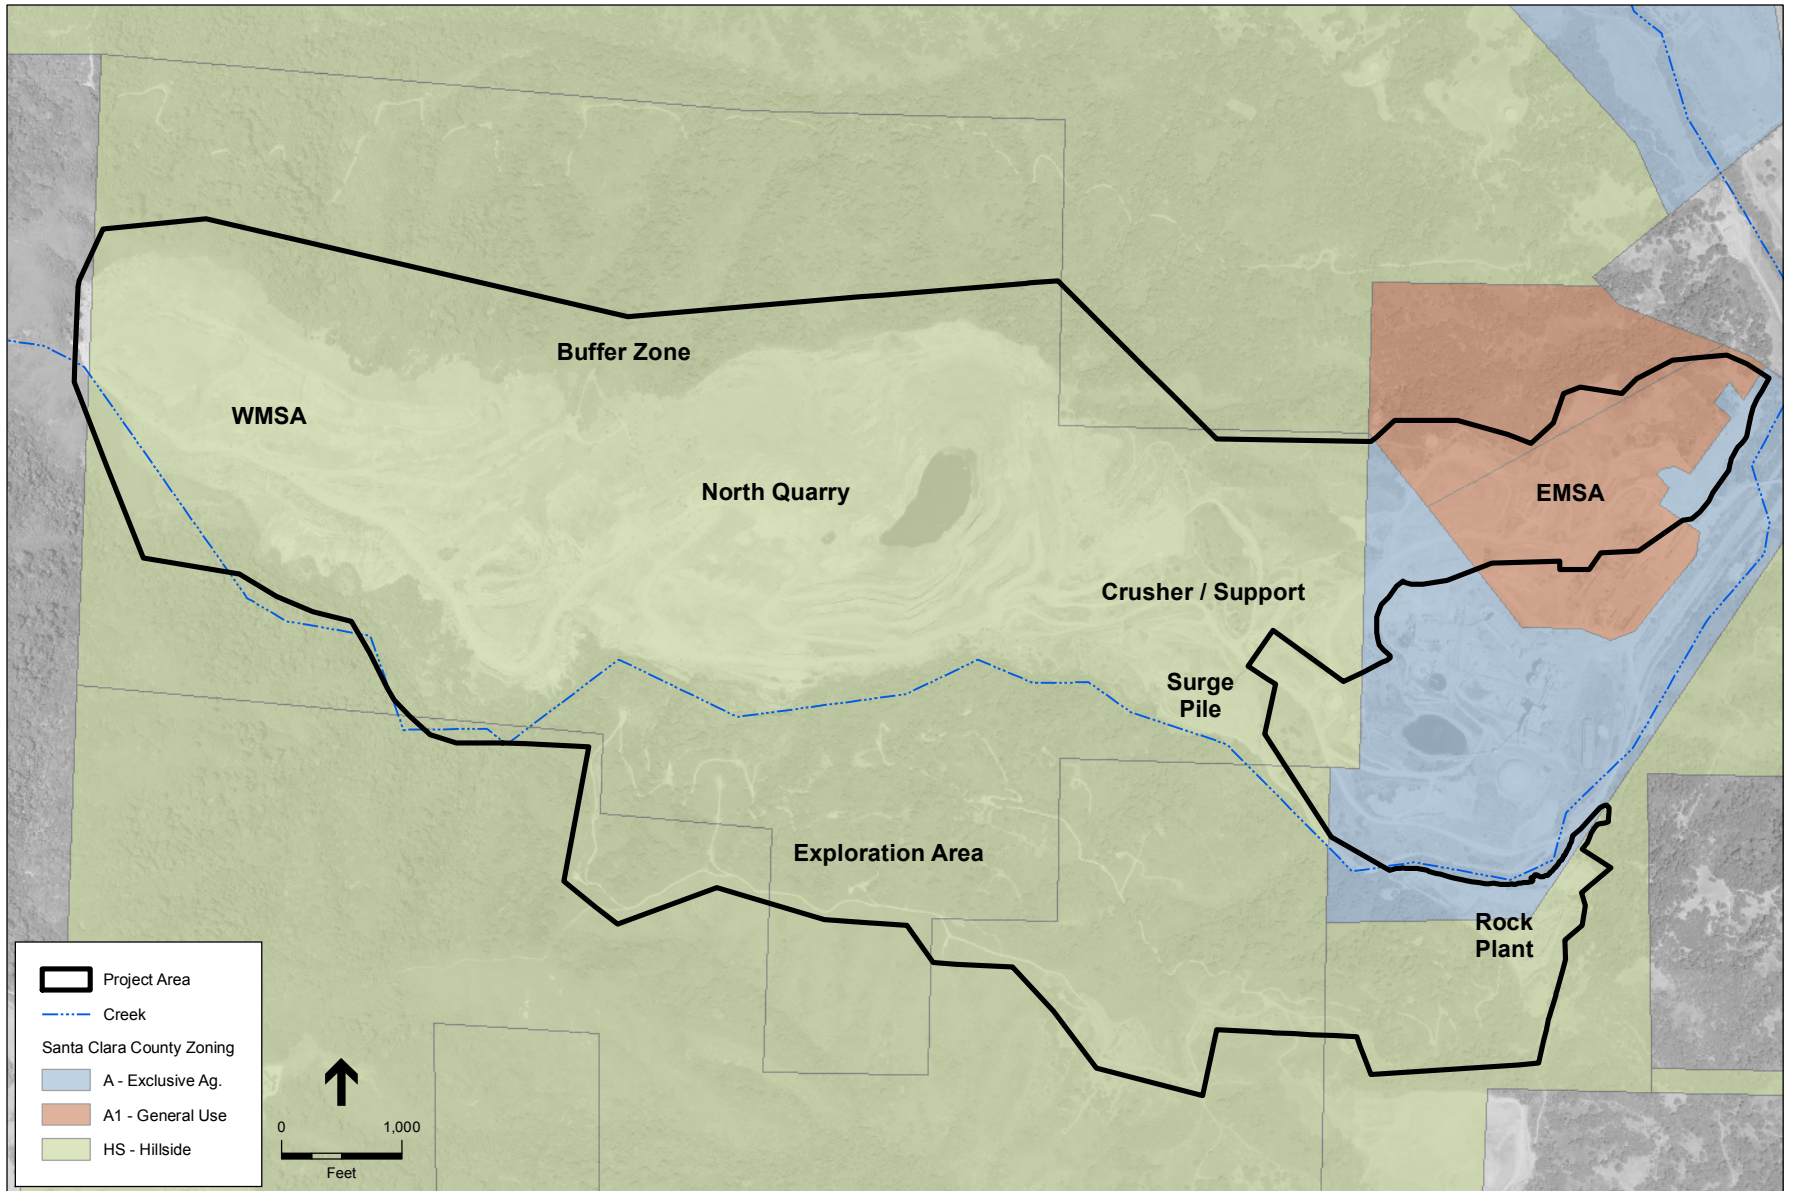 Buffer Zone
WMSA
North Quarry
EMSA
Crusher / Support
Surge
Pile
Exploration Area
Rock
Plant
Project Area
Creek
Santa Clara County Zoning
A - Exclusive Ag.
A1 - General Use
HS - Hillside
0 1,000
Feet